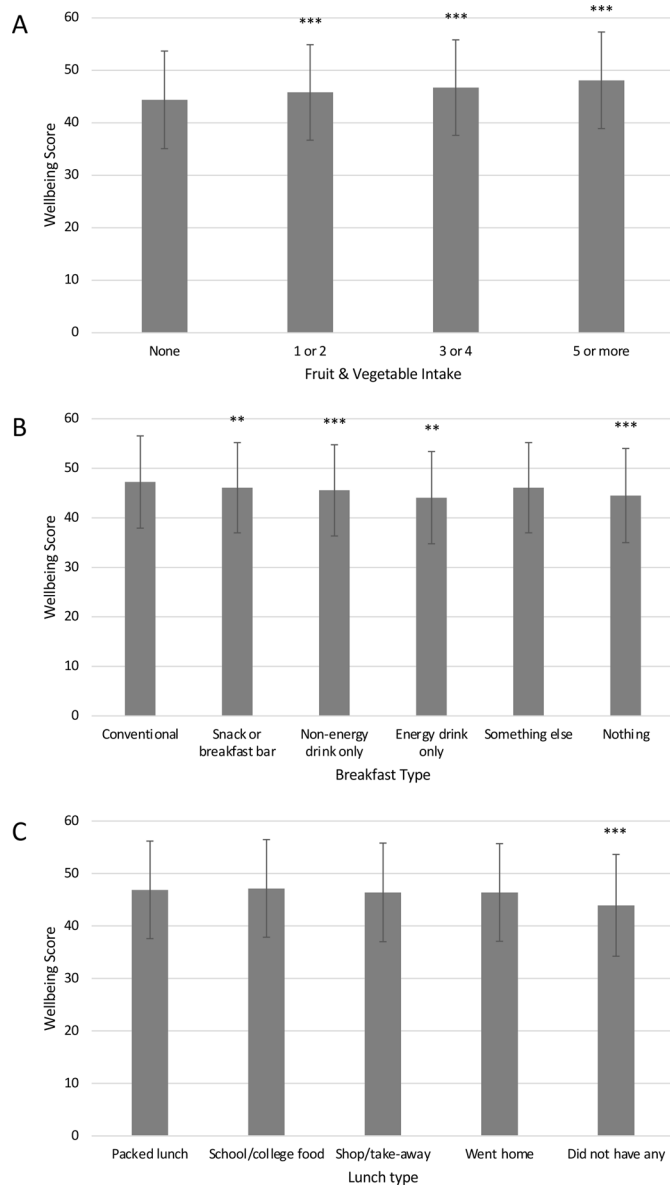 A
60
50
40
30
20
10
0
Wellbeing Score
*** *** ***
None 1 or 2 3 or 4 5 or more
Fruit & Vegetable Intake
B
60
50
40
30
20
10
0
Wellbeing Score
** *** ** ***
Conventional Snack or Non-energy Energy drink Something else Nothing
breakfast bar drink only only
Breakfast Type
C
60
50
40
30
20
10
0
Wellbeing Score
***
Packed lunch School/college food Shop/take-away Went home Did not have any
Lunch type